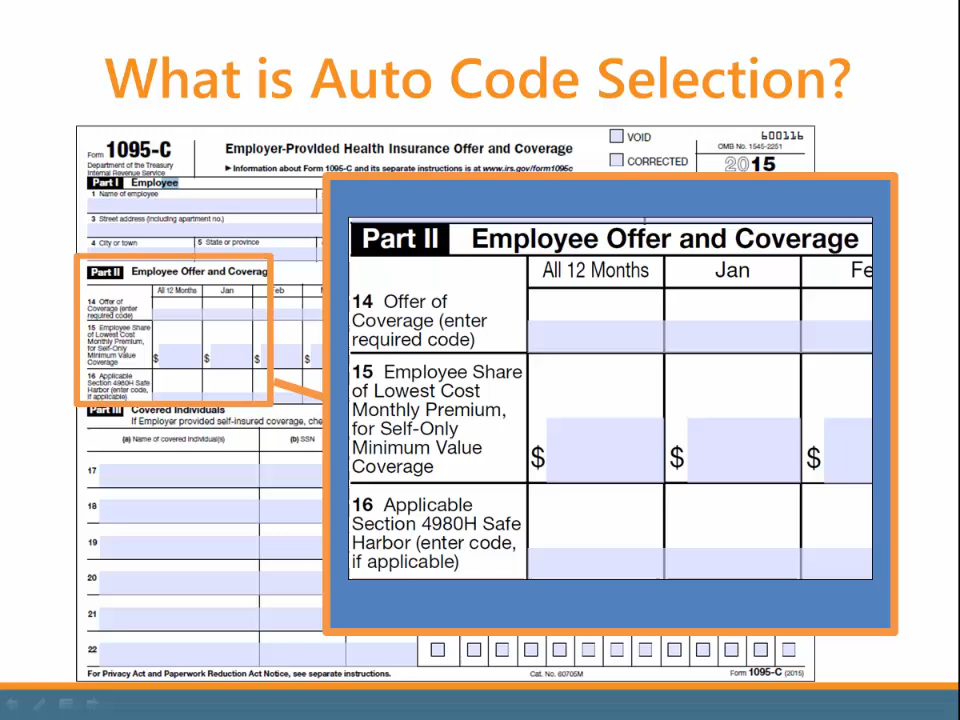 What is Auto Code Selection?
Form 1095-C
Department of the Treasury
Internal Revenue Service
Employer-Provided Health Insurance Offer and Coverage
▶ Information about Form 1095-C and its separate instructions is at www.irs.gov/form1095c
VOID
CORRECTED
600116
OMB No. 1545-2251
2015
Part I Employee
1 Name of employee
3 Street address (including apartment no.)
4 City or town
5 State or province
Part II Employee Offer and Coverag
All 12 Months
Jan
Feb
14 Offer of
Coverage (enter
required code)
15 Employee Share
of Lowest Cost
Monthly Premium,
for Self-Only
Minimum Value
Coverage
$
$
$
$
16 Applicable
Section 4980H Safe
Harbor (enter code,
if applicable)
Part III Covered Individuals
If Employer provided self-insured coverage, che
(a) Name of covered individual(s)
(b) SSN
17
18
19
20
21
22
For Privacy Act and Paperwork Reduction Act Notice, see separate instructions.
Cat. No. 60705M
Form 1095-C (2015)
Part II Employee Offer and Coverage
All 12 Months
Jan
Fe
14 Offer of
Coverage (enter
required code)
15 Employee Share
of Lowest Cost
Monthly Premium,
for Self-Only
Minimum Value
Coverage
$
$
$
16 Applicable
Section 4980H Safe
Harbor (enter code,
if applicable)